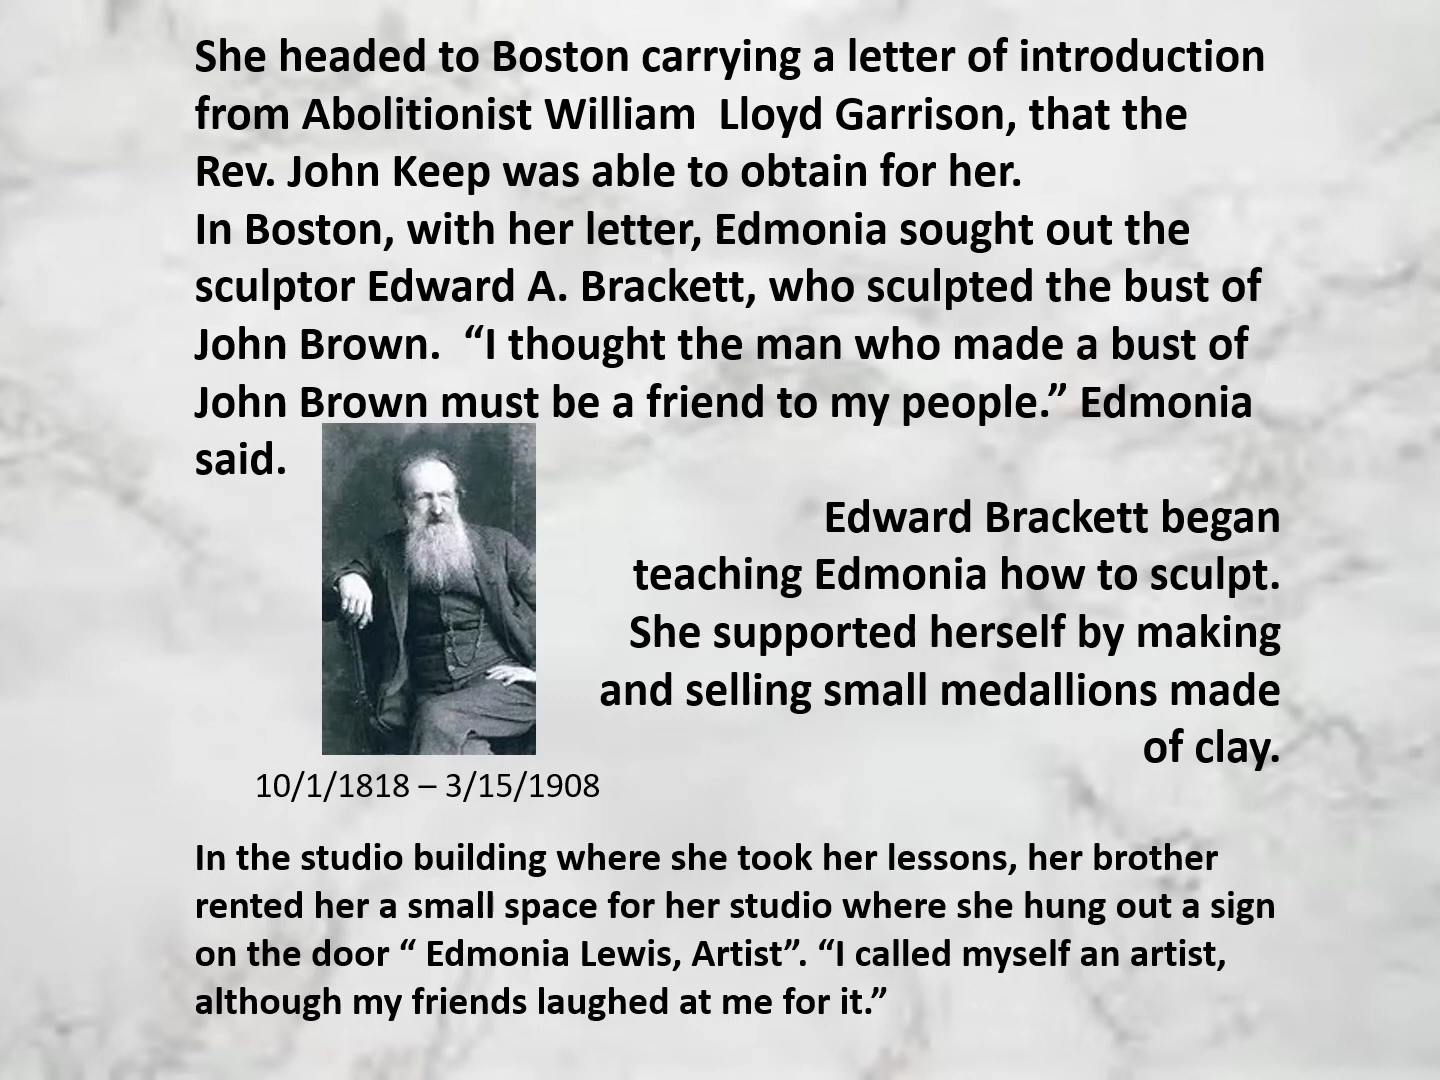 She headed to Boston carrying a letter of introduction
from Abolitionist William  Lloyd Garrison, that the
Rev. John Keep was able to obtain for her.
In Boston, with her letter, Edmonia sought out the
sculptor Edward A. Brackett, who sculpted the bust of
John Brown.  “I thought the man who made a bust of
John Brown must be a friend to my people.” Edmonia
said.
Edward Brackett began
teaching Edmonia how to sculpt.
She supported herself by making
and selling small medallions made
of clay.
10/1/1818 – 3/15/1908
In the studio building where she took her lessons, her brother
rented her a small space for her studio where she hung out a sign
on the door “ Edmonia Lewis, Artist”. “I called myself an artist,
although my friends laughed at me for it.”